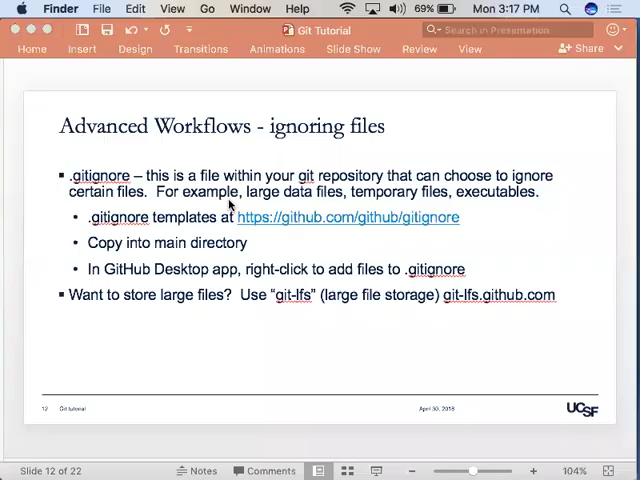 Finder File Edit View Go Window Help 69% Mon 3:17 PM
Git Tutorial Search in Presentation
Home Insert Design Transitions Animations Slide Show Review View Share
Advanced Workflows - ignoring files
.gitignore – this is a file within your git repository that can choose to ignore
certain files. For example, large data files, temporary files, executables.
.gitignore templates at https://github.com/github/gitignore
Copy into main directory
In GitHub Desktop app, right-click to add files to .gitignore
Want to store large files? Use “git-lfs” (large file storage) git-lfs.github.com
12 Git tutorial April 30, 2018 UCSF
Slide 12 of 22 Notes Comments 104%